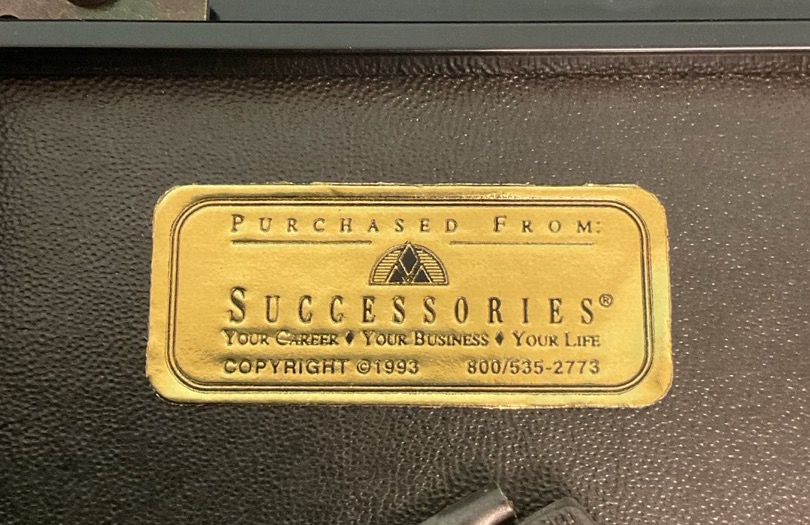 PURCHASED FROM:
SUCCESSORIES®
YOUR CAREER ♦ YOUR BUSINESS ♦ YOUR LIFE
COPYRIGHT ©1993 800/535-2773